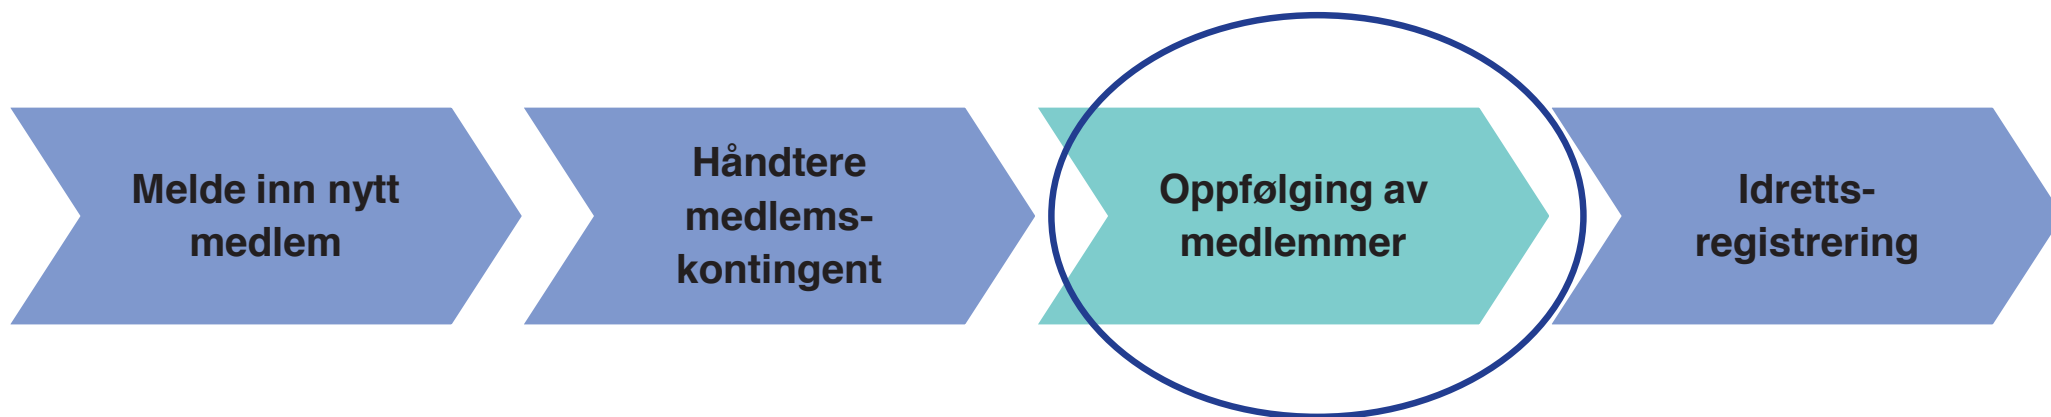 Melde inn nytt
medlem
Håndtere
medlems-
kontingent
Oppfølging av
medlemmer
Idretts-
registrering